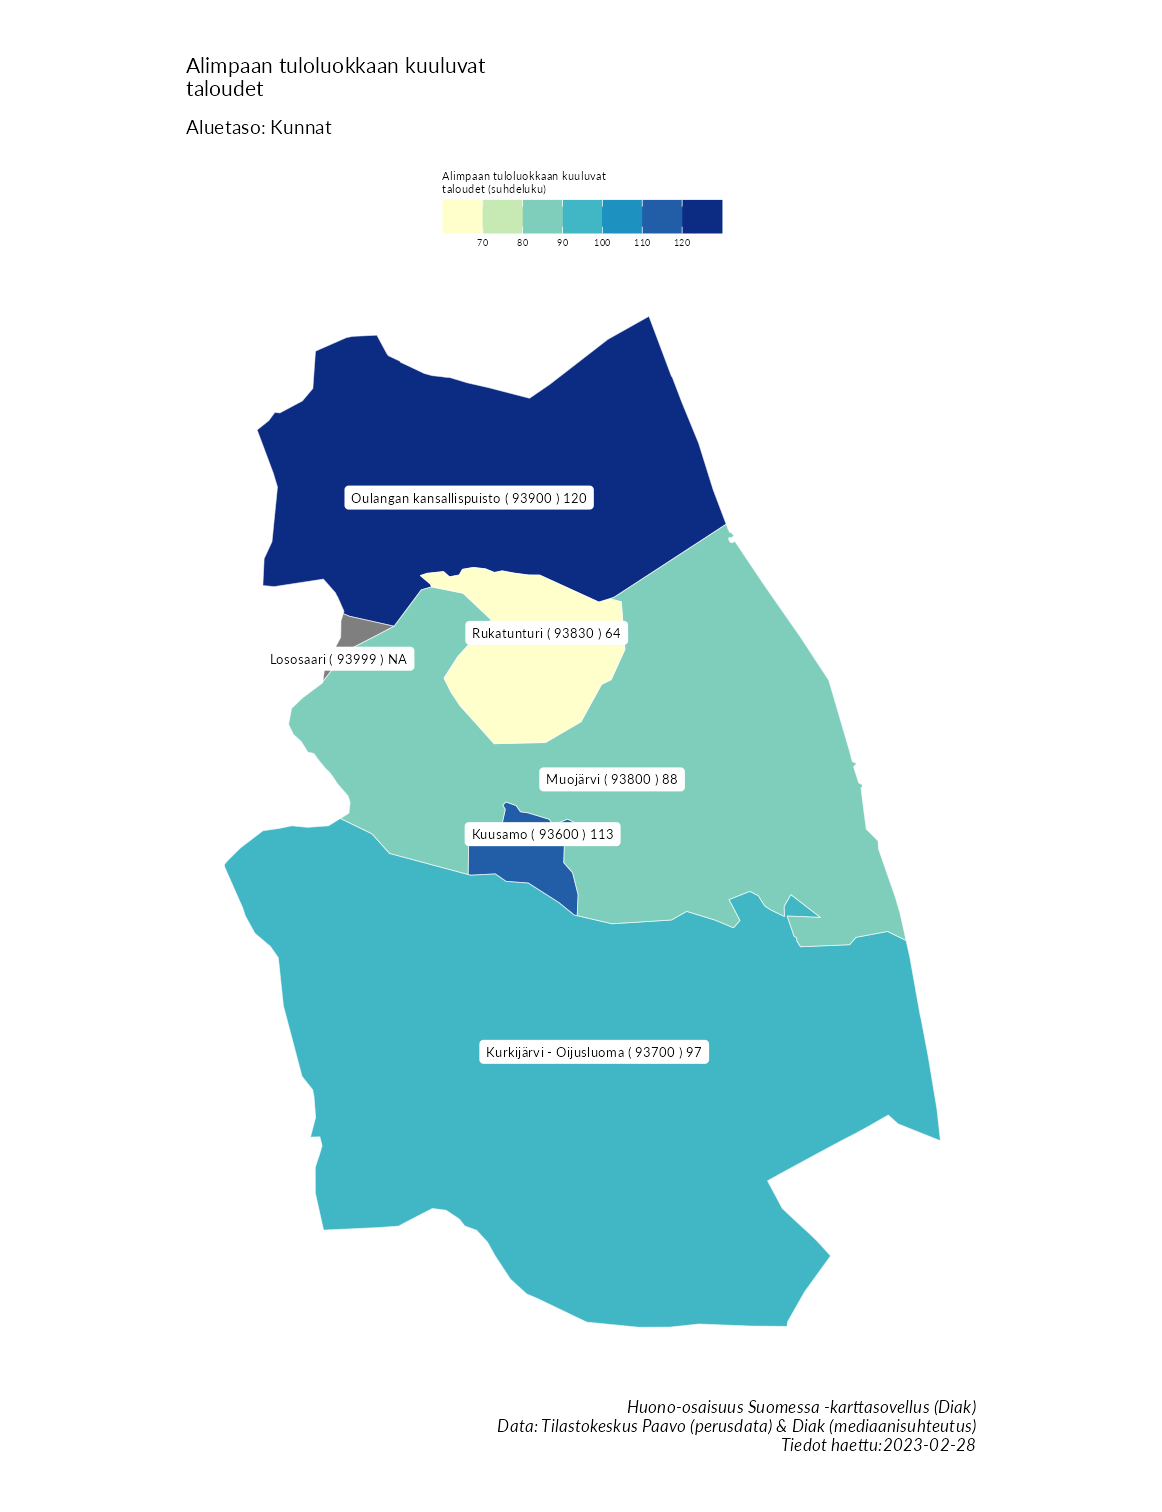 Alimpaan tuloluokkaan kuuluvat
taloudet
Aluetaso: Kunnat
Alimpaan tuloluokkaan kuuluvat
taloudet (suhdeluku)
70 80 90 100 110 120
Oulangan kansallispuisto ( 93900 ) 120
Rukatunturi ( 93830 ) 64
Lososaari ( 93999 ) NA
Muojärvi ( 93800 ) 88
Kuusamo ( 93600 ) 113
Kurkijärvi - Oijusluoma ( 93700 ) 97
Huono-osaisuus Suomessa -karttasovellus (Diak)
Data: Tilastokeskus Paavo (perusdata) & Diak (mediaanisuhteutus)
Tiedot haettu:2023-02-28